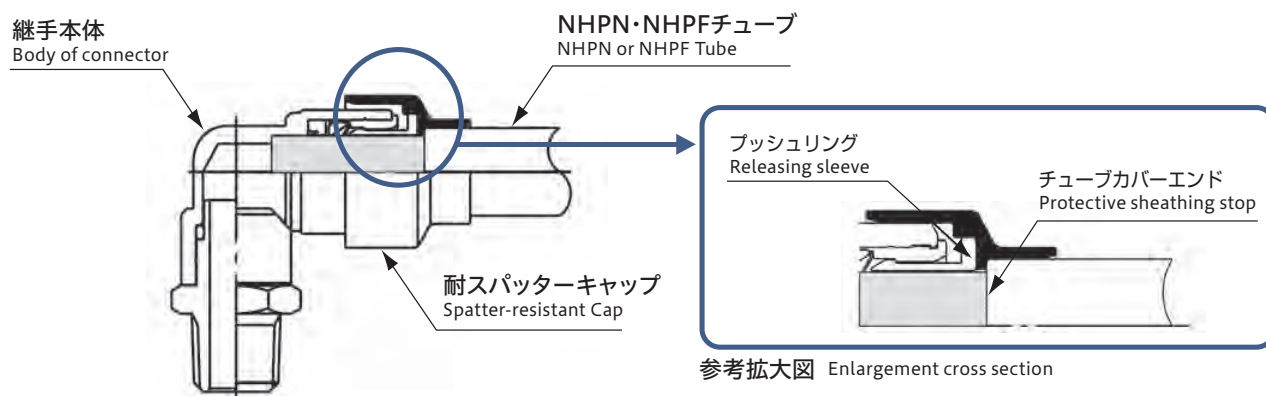 継手本体
Body of connector
NHPN・NHPFチューブ
NHPN or NHPF Tube
プッシュリング
Releasing sleeve
チューブカバーエンド
Protective sheathing stop
耐スパッターキャップ
Spatter-resistant Cap
参考拡大図 Enlargement cross section